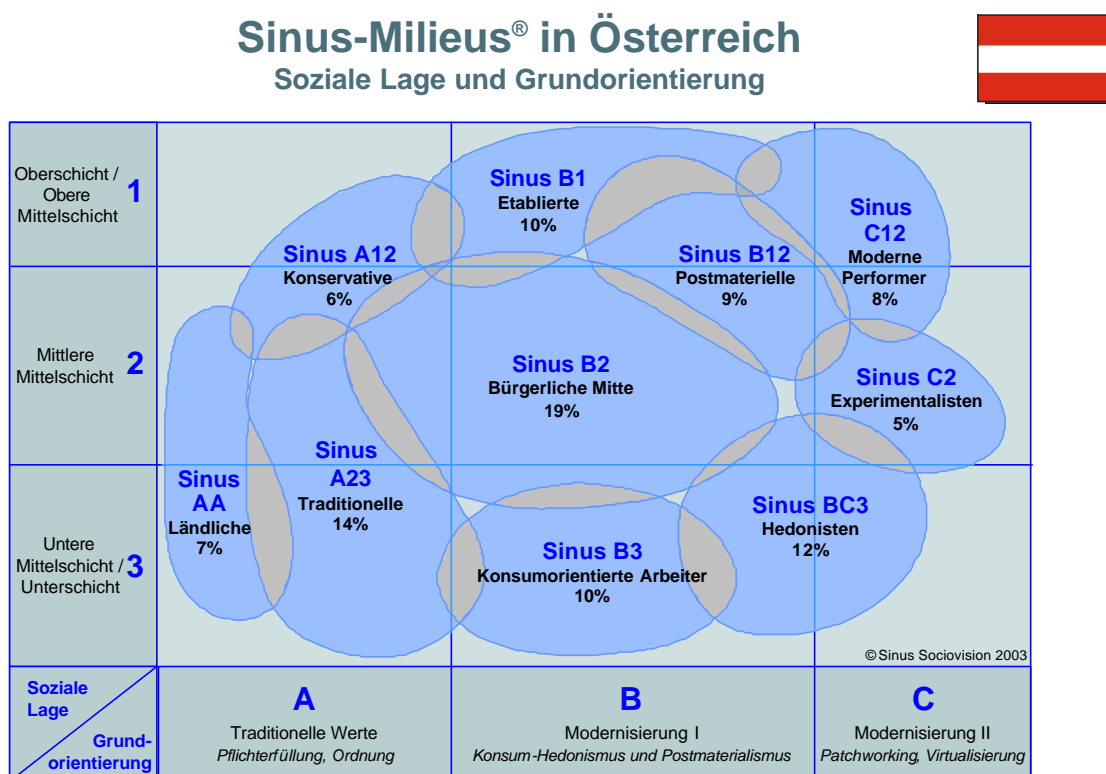 Sinus-Milieus® in Österreich
Soziale Lage und Grundorientierung
Oberschicht /
Obere
Mittelschicht
1
Mittlere
Mittelschicht
2
Untere
Mittelschicht /
Unterschicht
3
Sinus B1
Etablierte
10%
Sinus
C12
Moderne
Performer
8%
Sinus A12
Konservative
6%
Sinus B12
Postmaterielle
9%
Sinus B2
Bürgerliche Mitte
19%
Sinus C2
Experimentalisten
5%
Sinus
AA
Ländliche
7%
Sinus
A23
Traditionelle
14%
Sinus B3
Konsumorientierte Arbeiter
10%
Sinus BC3
Hedonisten
12%
© Sinus Sociovision 2003
Soziale
Lage
Grund-
orientierung
A
Traditionelle Werte
Pflichterfüllung, Ordnung
B
Modernisierung I
Konsum-Hedonismus und Postmaterialismus
C
Modernisierung II
Patchworking, Virtualisierung